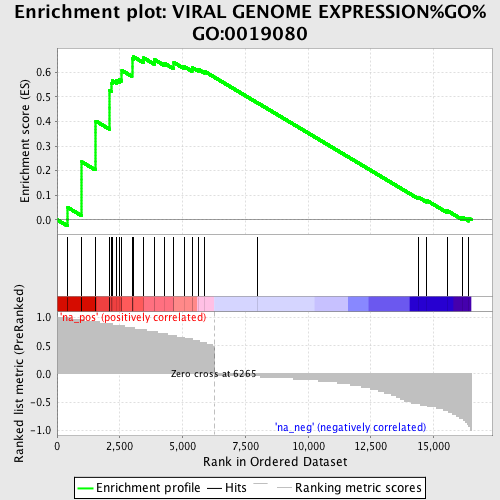 Enrichment plot: VIRAL GENOME EXPRESSION%GO%
GO:0019080
Enrichment score (ES)
0.6
0.5
0.4
0.3
0.2
0.1
0.0
Ranked list metric (PreRanked)
1.0
0.5
0.0
-0.5
-1.0
'na_pos' (positively correlated)
Zero cross at 6265
'na_neg' (negatively correlated)
0 2,500 5,000 7,500 10,000 12,500 15,000
Rank in Ordered Dataset
Enrichment profile Hits Ranking metric scores